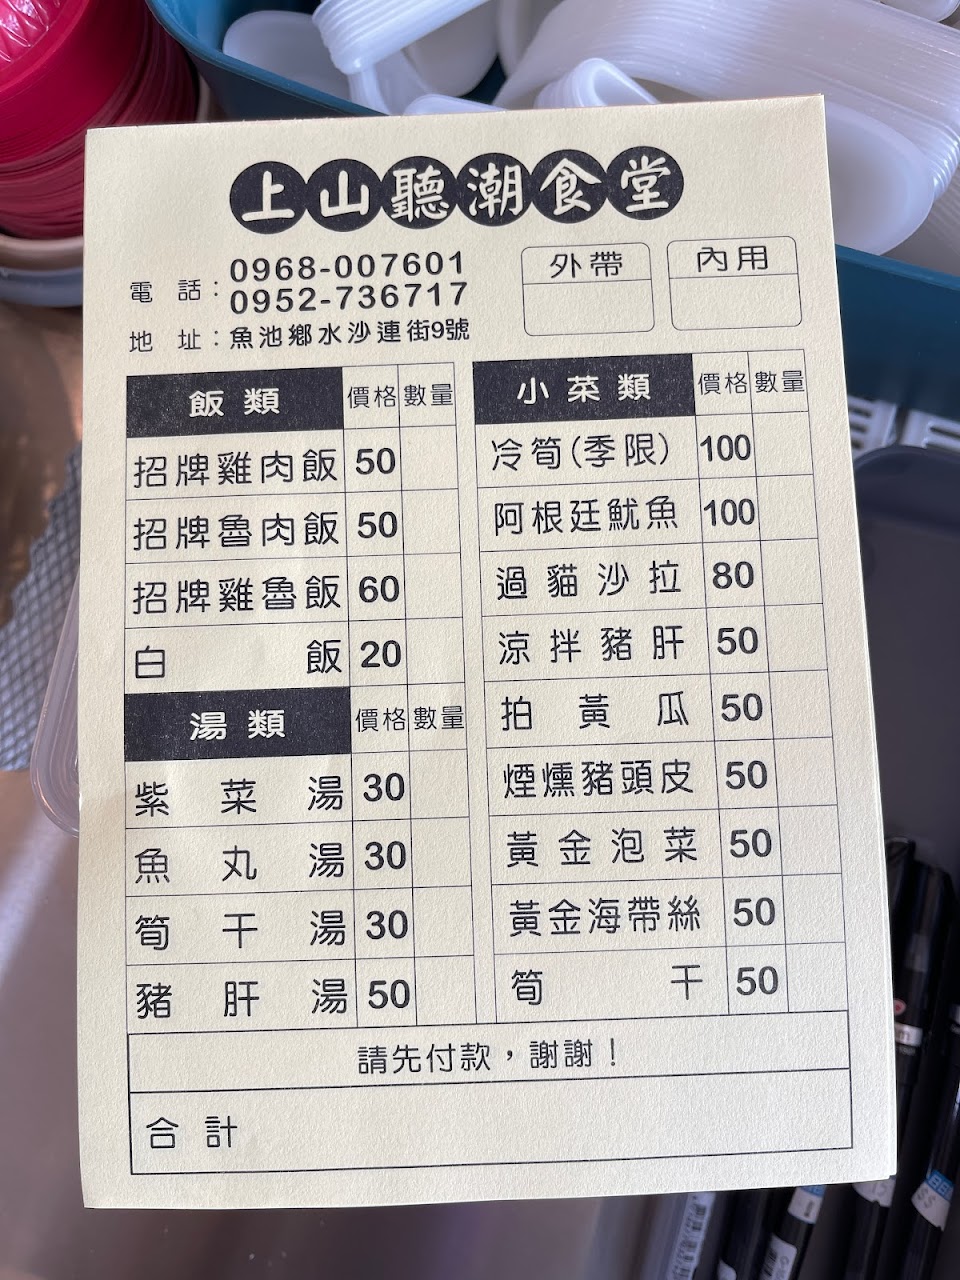 上山聽潮食堂
電話：0968-007601
0952-736717
地址：魚池鄉水沙連街9號
外帶
內用
飯類 價格 數量
招牌雞肉飯 50
招牌魯肉飯 50
招牌雞魯飯 60
白飯 20
湯類 價格 數量
紫菜湯 30
魚丸湯 30
筍干湯 30
豬肝湯 50
小菜類 價格 數量
冷筍(季限) 100
阿根廷魷魚 100
過貓沙拉 80
涼拌豬肝 50
拍黃瓜 50
煙燻豬頭皮 50
黃金泡菜 50
黃金海帶絲 50
筍干 50
請先付款，謝謝！
合計